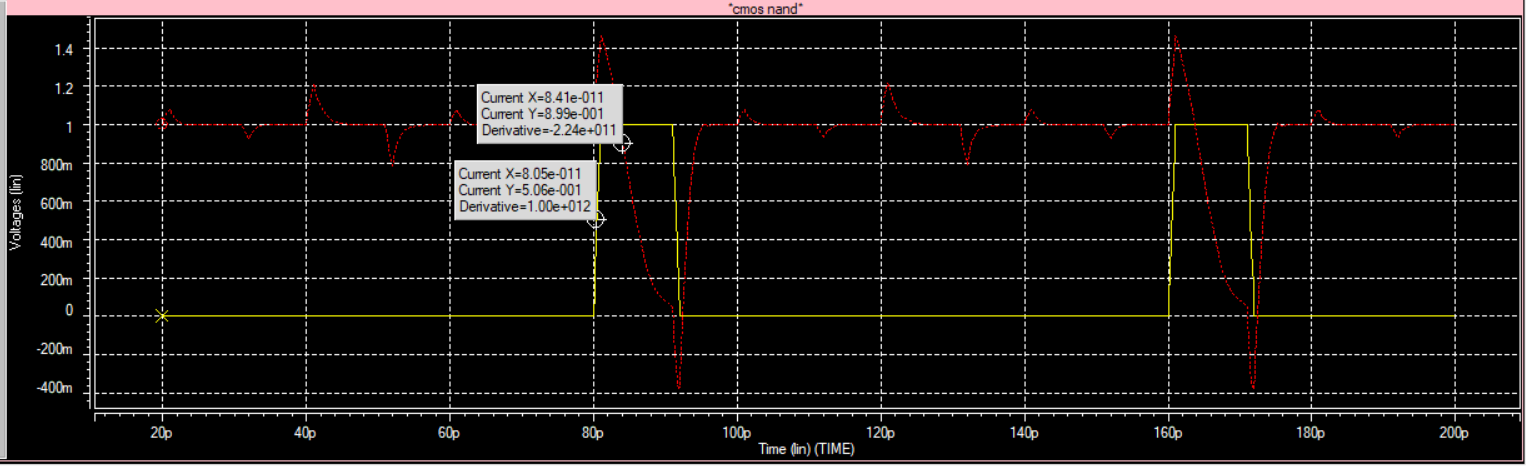 *cmos nand*
1.4
1.2
1
800m
600m
400m
200m
0
-200m
-400m
Voltages (lin)
Current X=8.41e-011
Current Y=8.99e-001
Derivative=-2.24e+011
Current X=8.05e-011
Current Y=5.06e-001
Derivative=1.00e+012
20p 40p 60p 80p 100p 120p 140p 160p 180p 200p
Time (lin) (TIME)